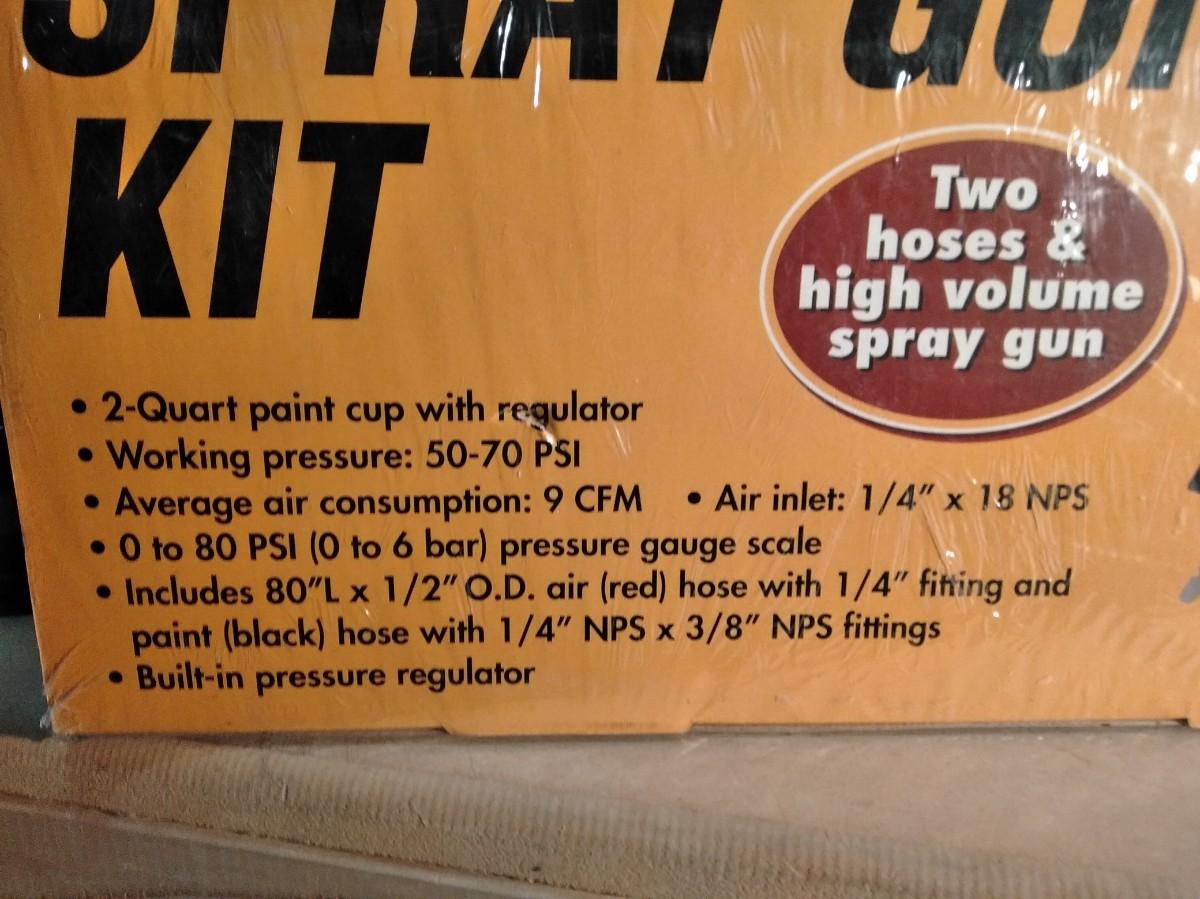 SPRAY GUN
KIT
Two
hoses &
high volume
spray gun
• 2-Quart paint cup with regulator
• Working pressure: 50-70 PSI
• Average air consumption: 9 CFM • Air inlet: 1/4" x 18 NPS
• 0 to 80 PSI (0 to 6 bar) pressure gauge scale
• Includes 80"L x 1/2" O.D. air (red) hose with 1/4" fitting and
paint (black) hose with 1/4" NPS x 3/8" NPS fittings
• Built-in pressure regulator